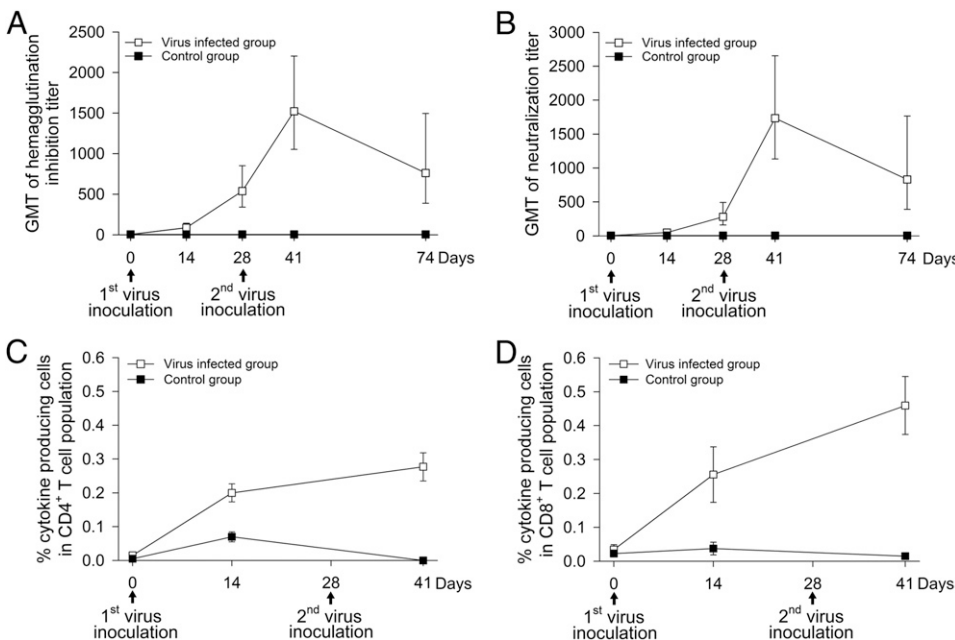 A
GMT of hemagglutination
inhibition titer
2500
2000
1500
1000
500
0
Virus infected group
Control group
0 14 28 41 74 Days
1st virus
inoculation
2nd virus
inoculation
B
GMT of neutralization titer
3000
2500
2000
1500
1000
500
0
Virus infected group
Control group
0 14 28 41 74 Days
1st virus
inoculation
2nd virus
inoculation
C
% cytokine producing cells
in CD4+ T cell population
0.6
0.5
0.4
0.3
0.2
0.1
0.0
Virus infected group
Control group
0 14 28 41 Days
1st virus
inoculation
2nd virus
inoculation
D
% cytokine producing cells
in CD8+ T cell population
0.6
0.5
0.4
0.3
0.2
0.1
0.0
Virus infected group
Control group
0 14 28 41 Days
1st virus
inoculation
2nd virus
inoculation